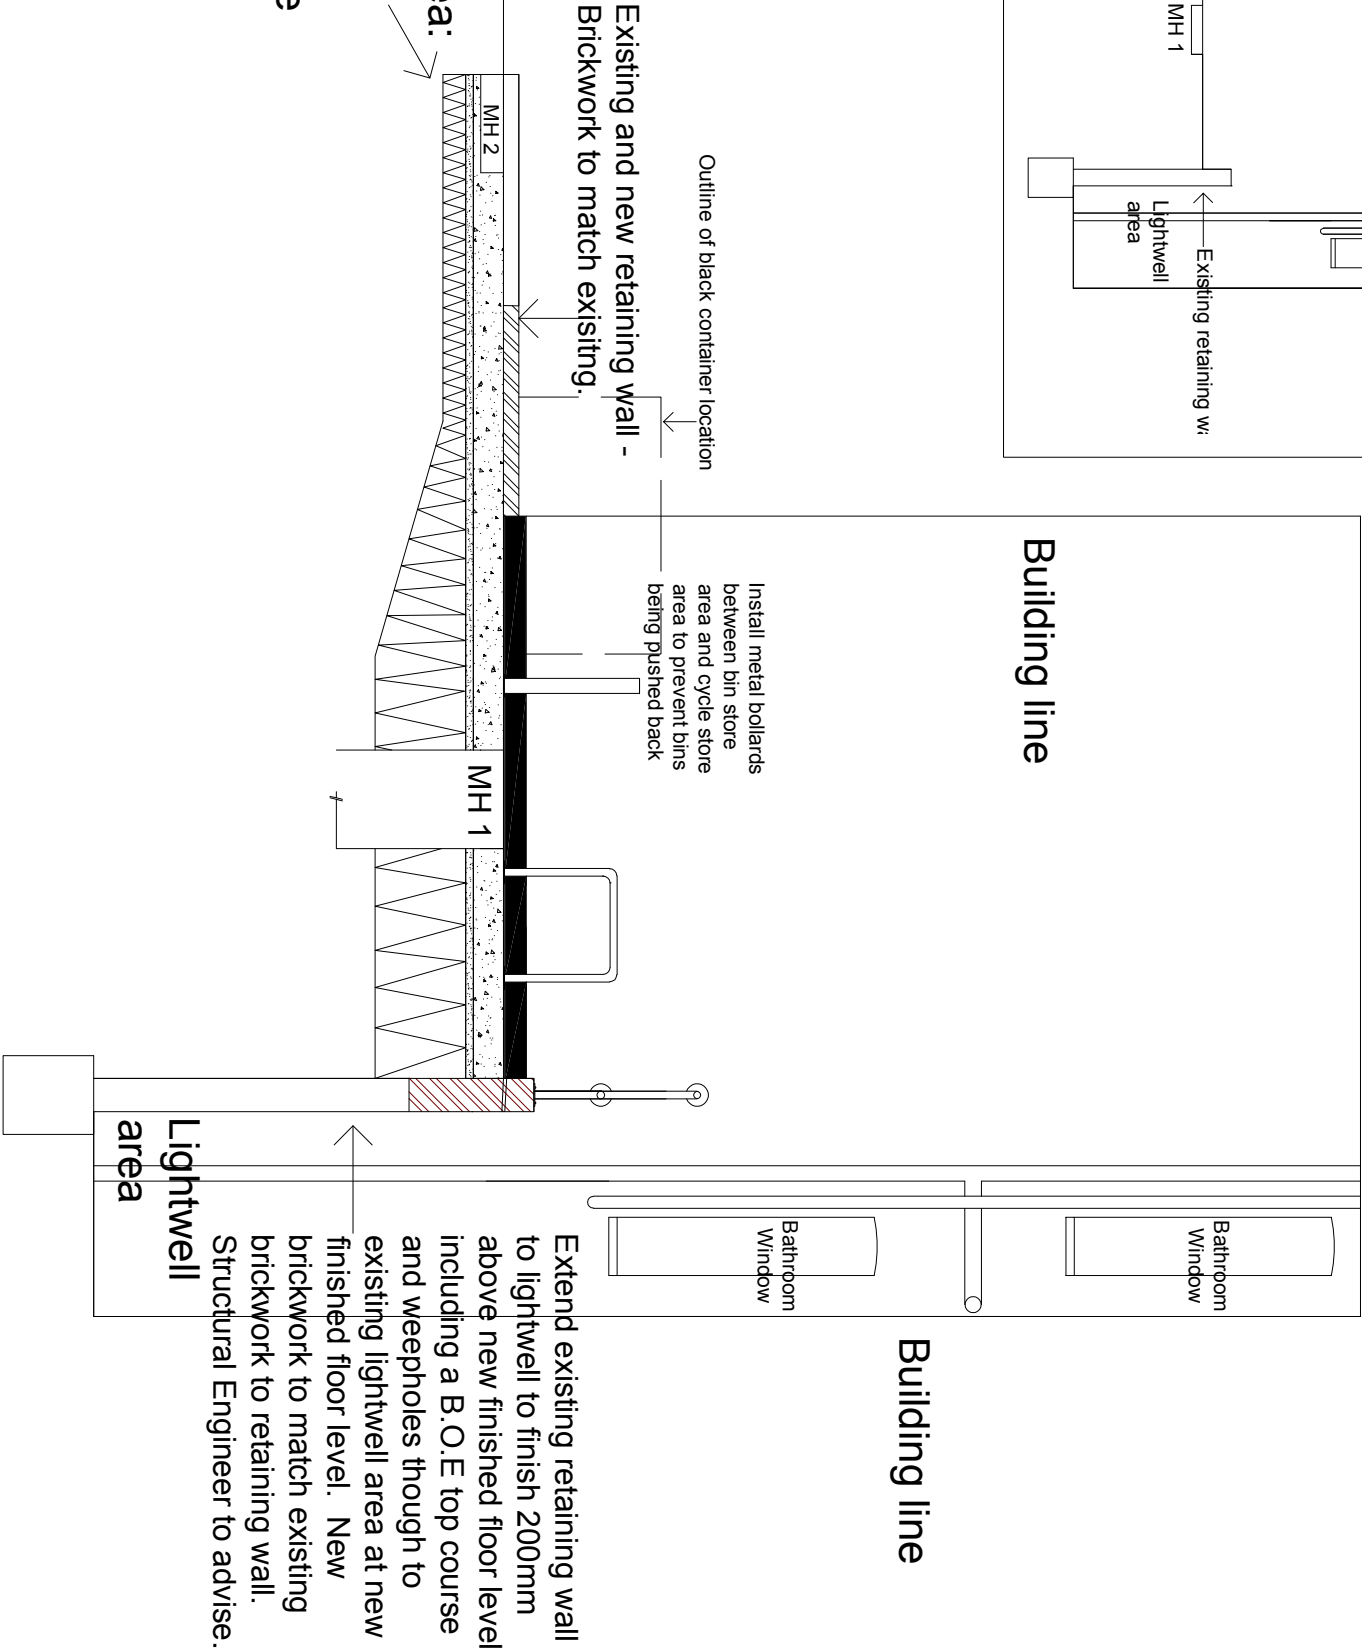 MH 1
Lightwell
area
Existing retaining wa
ea:
e
MH 2
Existing and new retaining wall -
Brickwork to match exisitng.
Outline of black container location
Install metal bollards
between bin store
area and cycle store
area to prevent bins
being pushed back
Building line
MH 1
Bathroom
Window
Bathroom
Window
Building line
Lightwell
area
Extend existing retaining wall
to lightwell to finish 200mm
above new finished floor level
including a B.O.E top course
and weepholes though to
existing lightwell area at new
finished floor level. New
brickwork to match existing
brickwork to retaining wall.
Structural Engineer to advise.